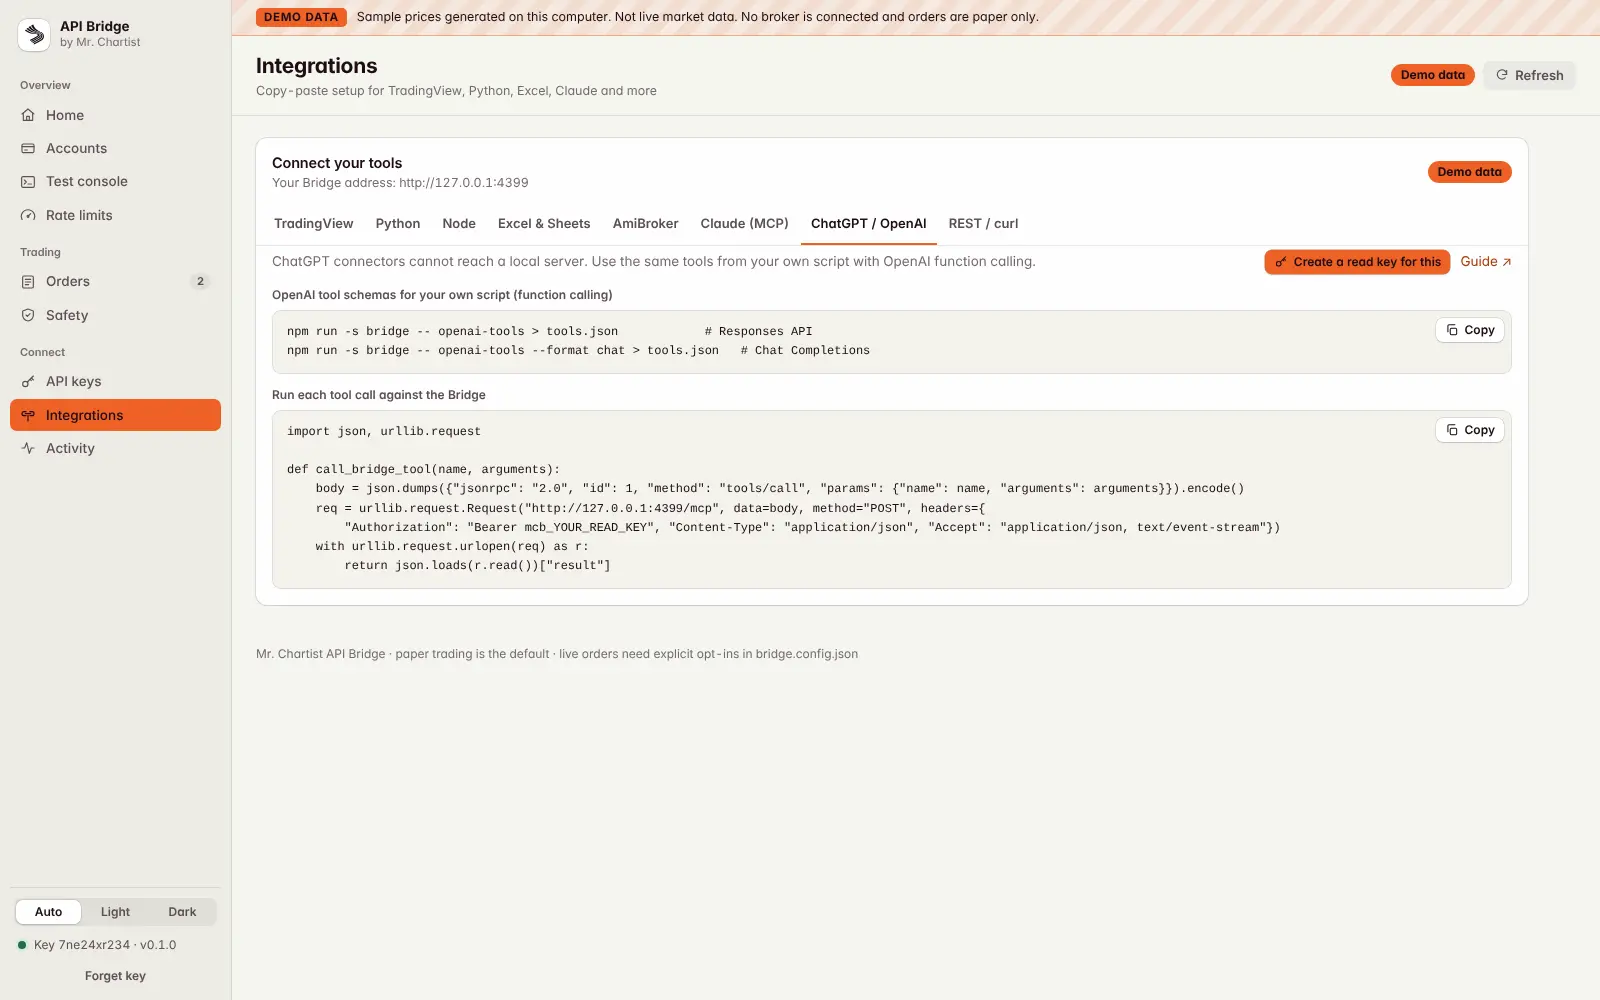 API Bridge
by Mr. Chartist
Overview
Home
Accounts
Test console
Rate limits
Trading
Orders 2
Safety
Connect
API keys
Integrations
Activity
Auto Light Dark
Key 7ne24xr234 · v0.1.0
Forget key
DEMO DATA Sample prices generated on this computer. Not live market data. No broker is connected and orders are paper only.
Integrations
Copy-paste setup for TradingView, Python, Excel, Claude and more
Demo data Refresh
Connect your tools
Your Bridge address: http://127.0.0.1:4399
Demo data
TradingView Python Node Excel & Sheets AmiBroker Claude (MCP) ChatGPT / OpenAI REST / curl
ChatGPT connectors cannot reach a local server. Use the same tools from your own script with OpenAI function calling.
Create a read key for this Guide ↗
OpenAI tool schemas for your own script (function calling)
npm run -s bridge -- openai-tools > tools.json            # Responses API
npm run -s bridge -- openai-tools --format chat > tools.json   # Chat Completions
Copy
Run each tool call against the Bridge
import json, urllib.request
Copy
def call_bridge_tool(name, arguments):
    body = json.dumps({"jsonrpc": "2.0", "id": 1, "method": "tools/call", "params": {"name": name, "arguments": arguments}}).encode()
    req = urllib.request.Request("http://127.0.0.1:4399/mcp", data=body, method="POST", headers={
        "Authorization": "Bearer mcb_YOUR_READ_KEY", "Content-Type": "application/json", "Accept": "application/json, text/event-stream"})
    with urllib.request.urlopen(req) as r:
        return json.loads(r.read())["result"]
Mr. Chartist API Bridge · paper trading is the default · live orders need explicit opt-ins in bridge.config.json